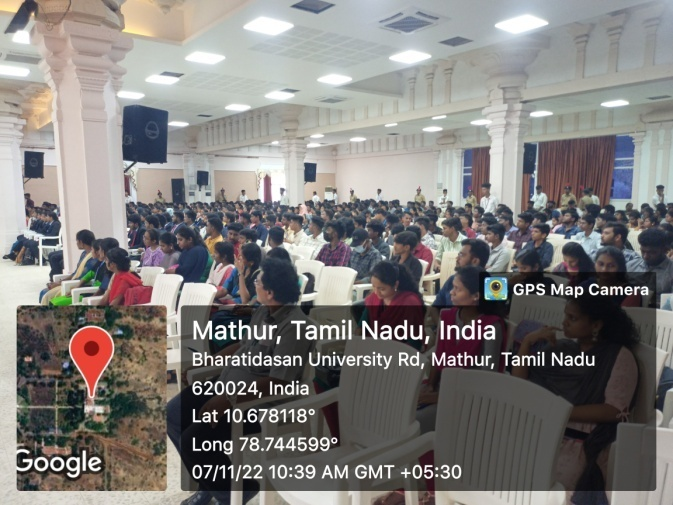 GPS Map Camera
Mathur, Tamil Nadu, India
Bharatidasan University Rd, Mathur, Tamil Nadu
620024, India
Lat 10.678118°
Long 78.744599°
07/11/22 10:39 AM GMT +05:30
Google